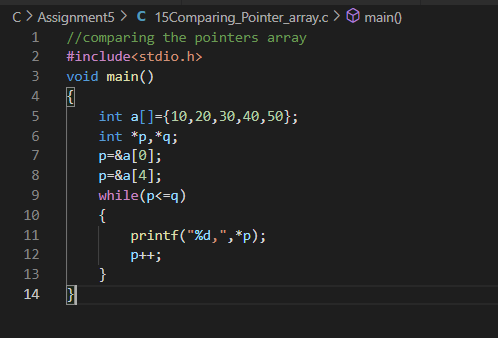 C > Assignment5 > C 15Comparing_Pointer_array.c > main()
1 //comparing the pointers array
2 #include<stdio.h>
3 void main()
4 {
5     int a[]={10,20,30,40,50};
6     int *p,*q;
7     p=&a[0];
8     p=&a[4];
9     while(p<=q)
10     {
11         printf("%d,",*p);
12         p++;
13     }
14 }